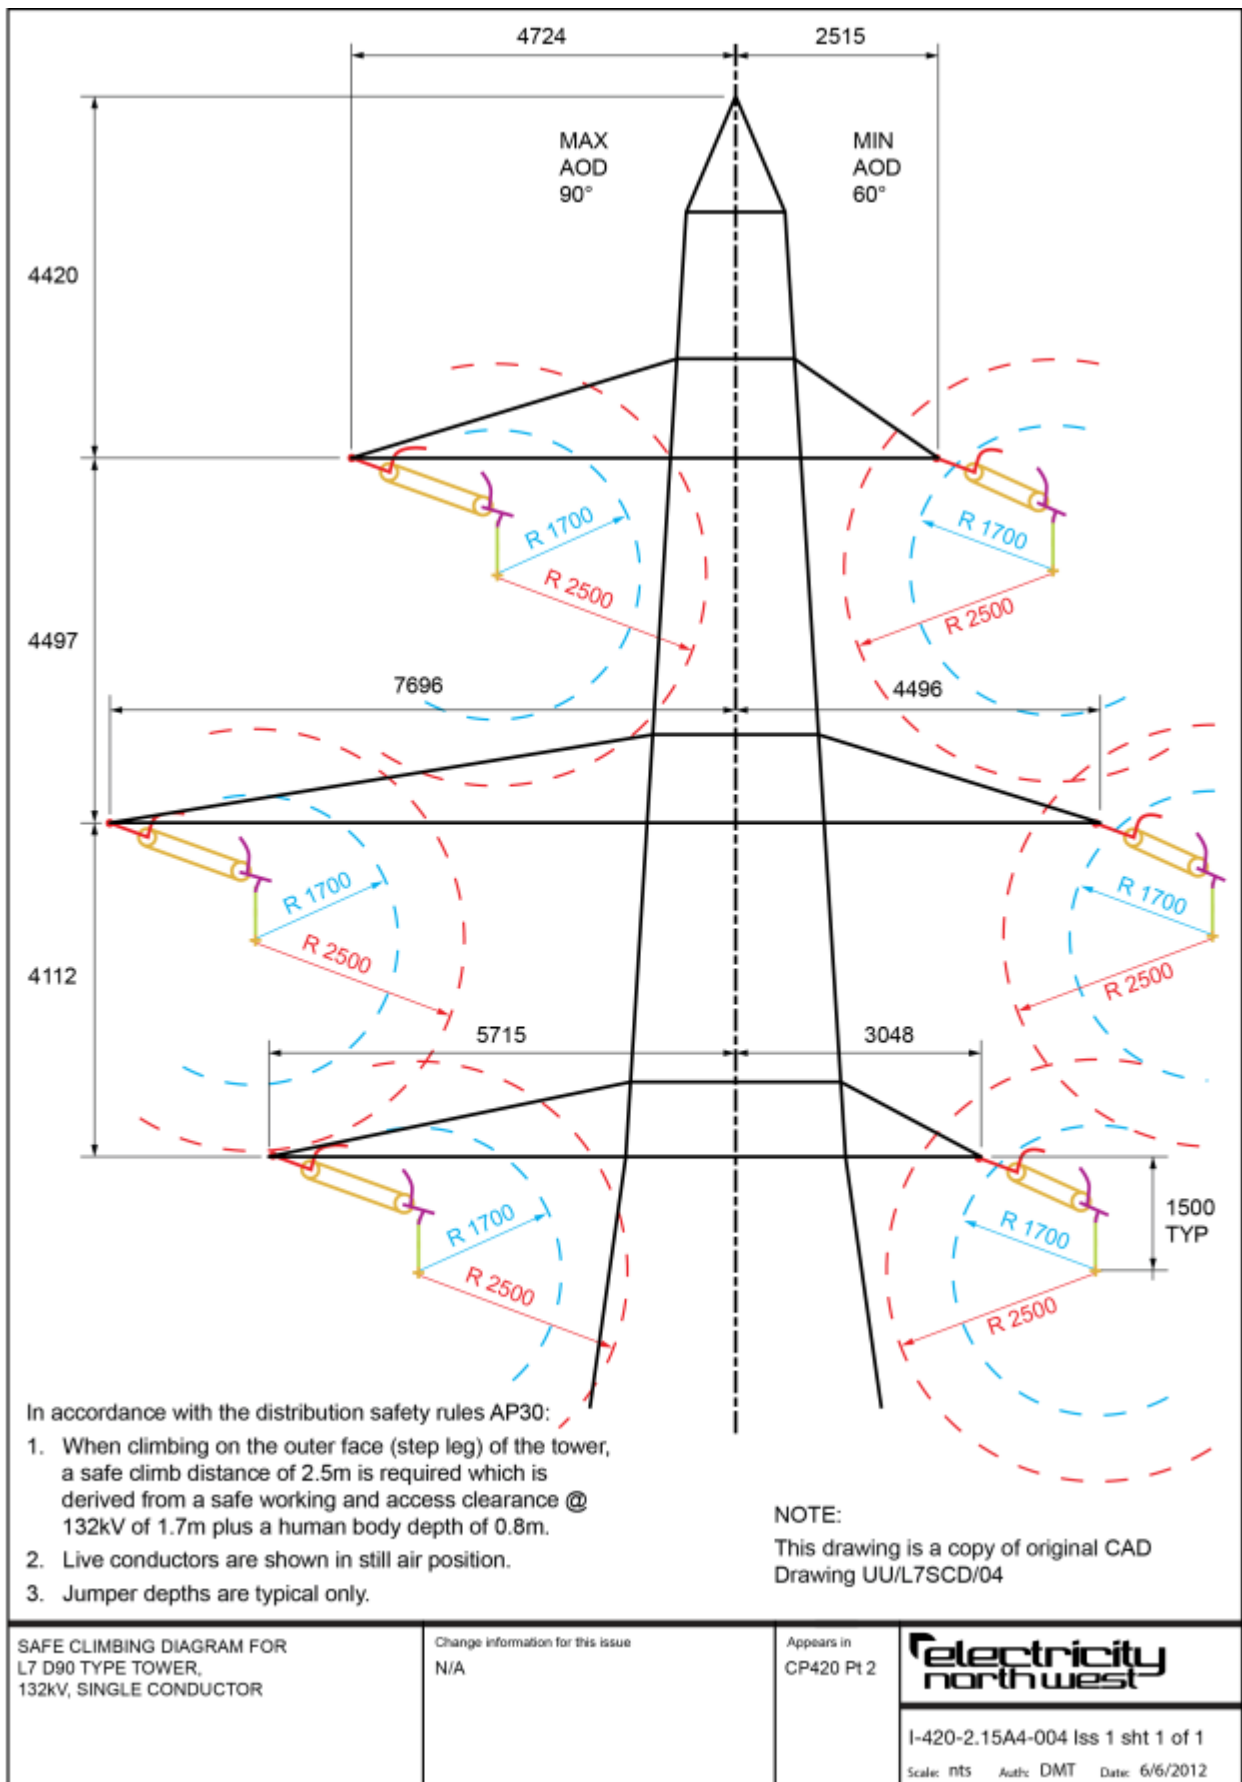 4724
2515
MAX
AOD
90°
MIN
AOD
60°
4420
R 1700
R 2500
R 1700
R 2500
4497
7696
4496
R 1700
R 2500
R 1700
R 2500
4112
5715
3048
R 1700
R 2500
R 1700
R 2500
1500
TYP
In accordance with the distribution safety rules AP30:
1. When climbing on the outer face (step leg) of the tower,
a safe climb distance of 2.5m is required which is
derived from a safe working and access clearance @
132kV of 1.7m plus a human body depth of 0.8m.
2. Live conductors are shown in still air position.
3. Jumper depths are typical only.
NOTE:
This drawing is a copy of original CAD
Drawing UU/L7SCD/04
SAFE CLIMBING DIAGRAM FOR
L7 D90 TYPE TOWER,
132kV, SINGLE CONDUCTOR
Change information for this issue
N/A
Appears in
CP420 Pt 2
electricity
northwest
I-420-2.15A4-004 Iss 1 sht 1 of 1
Scale: nts Auth: DMT Date: 6/6/2012